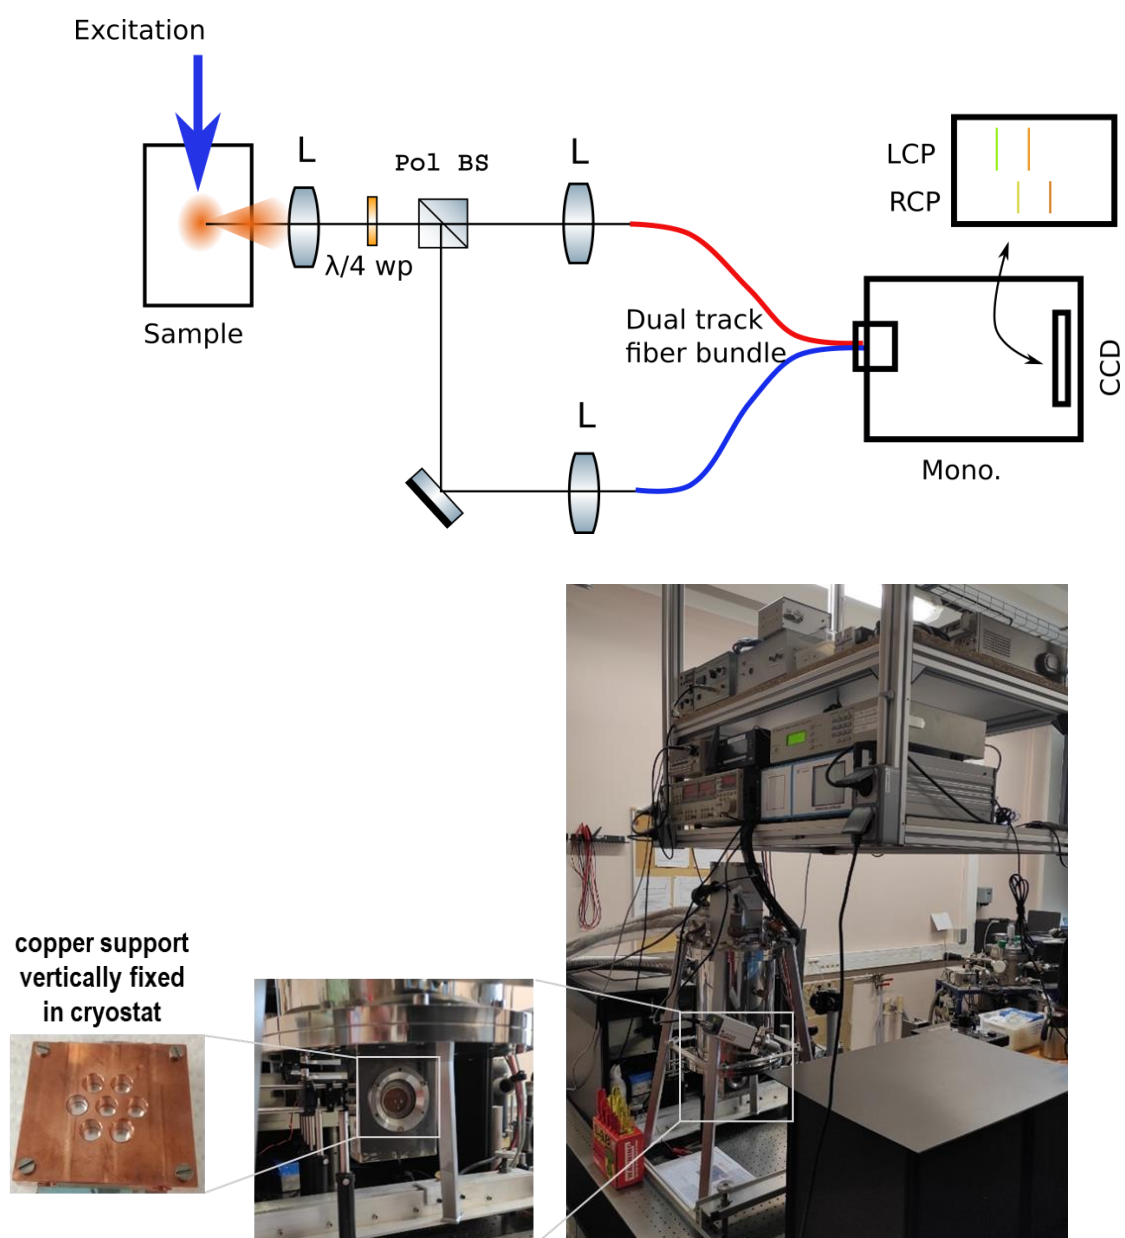 Excitation
L
Pol BS
L
LCP
RCP
λ/4 wp
Sample
Dual track
fiber bundle
CCD
L
Mono.
copper support
vertically fixed
in cryostat